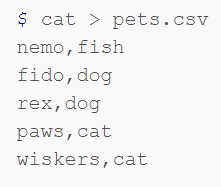 $ cat > pets.csv
nemo,fish
fido,dog
rex,dog
paws,cat
wiskers,cat